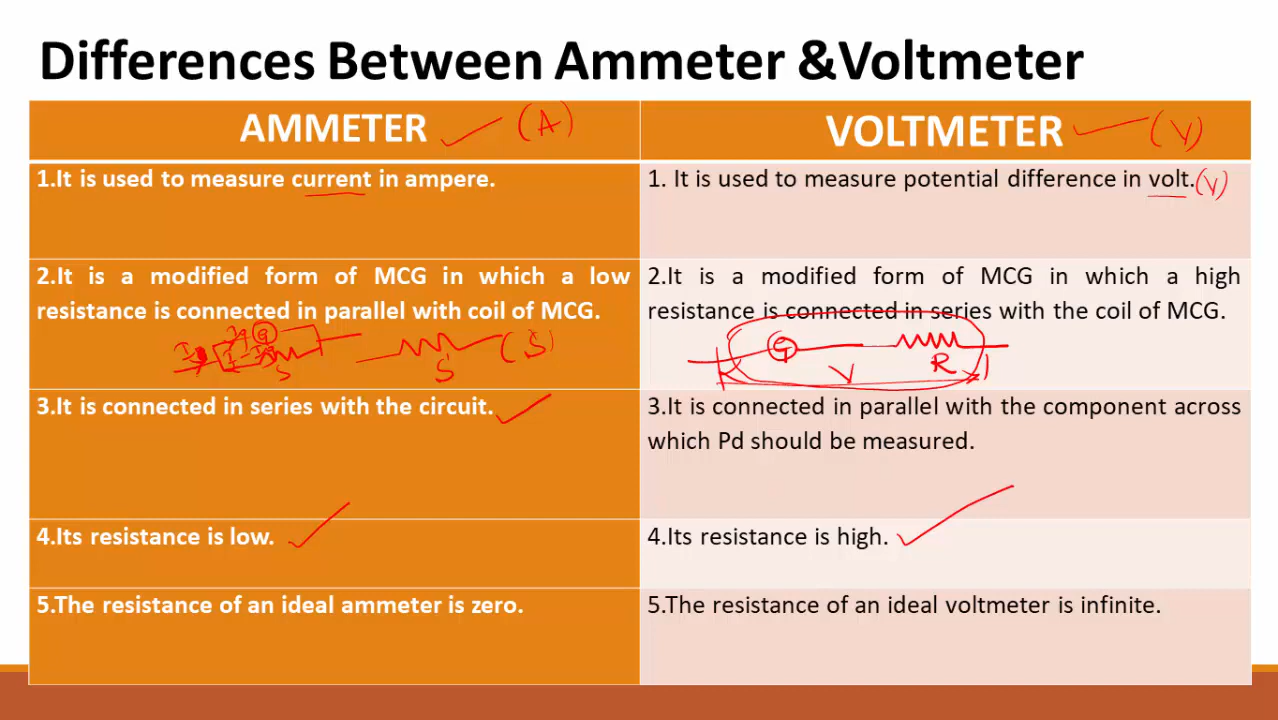 Differences Between Ammeter &Voltmeter
AMMETER (A)
VOLTMETER (V)
1.It is used to measure current in ampere.
1. It is used to measure potential difference in volt. (V)
2.It is a modified form of MCG in which a low
resistance is connected in parallel with coil of MCG.
G
S
S (S)
2.It is a modified form of MCG in which a high
resistance is connected in series with the coil of MCG.
G R
V
3.It is connected in series with the circuit.
3.It is connected in parallel with the component across
which Pd should be measured.
4.Its resistance is low.
4.Its resistance is high.
5.The resistance of an ideal ammeter is zero.
5.The resistance of an ideal voltmeter is infinite.